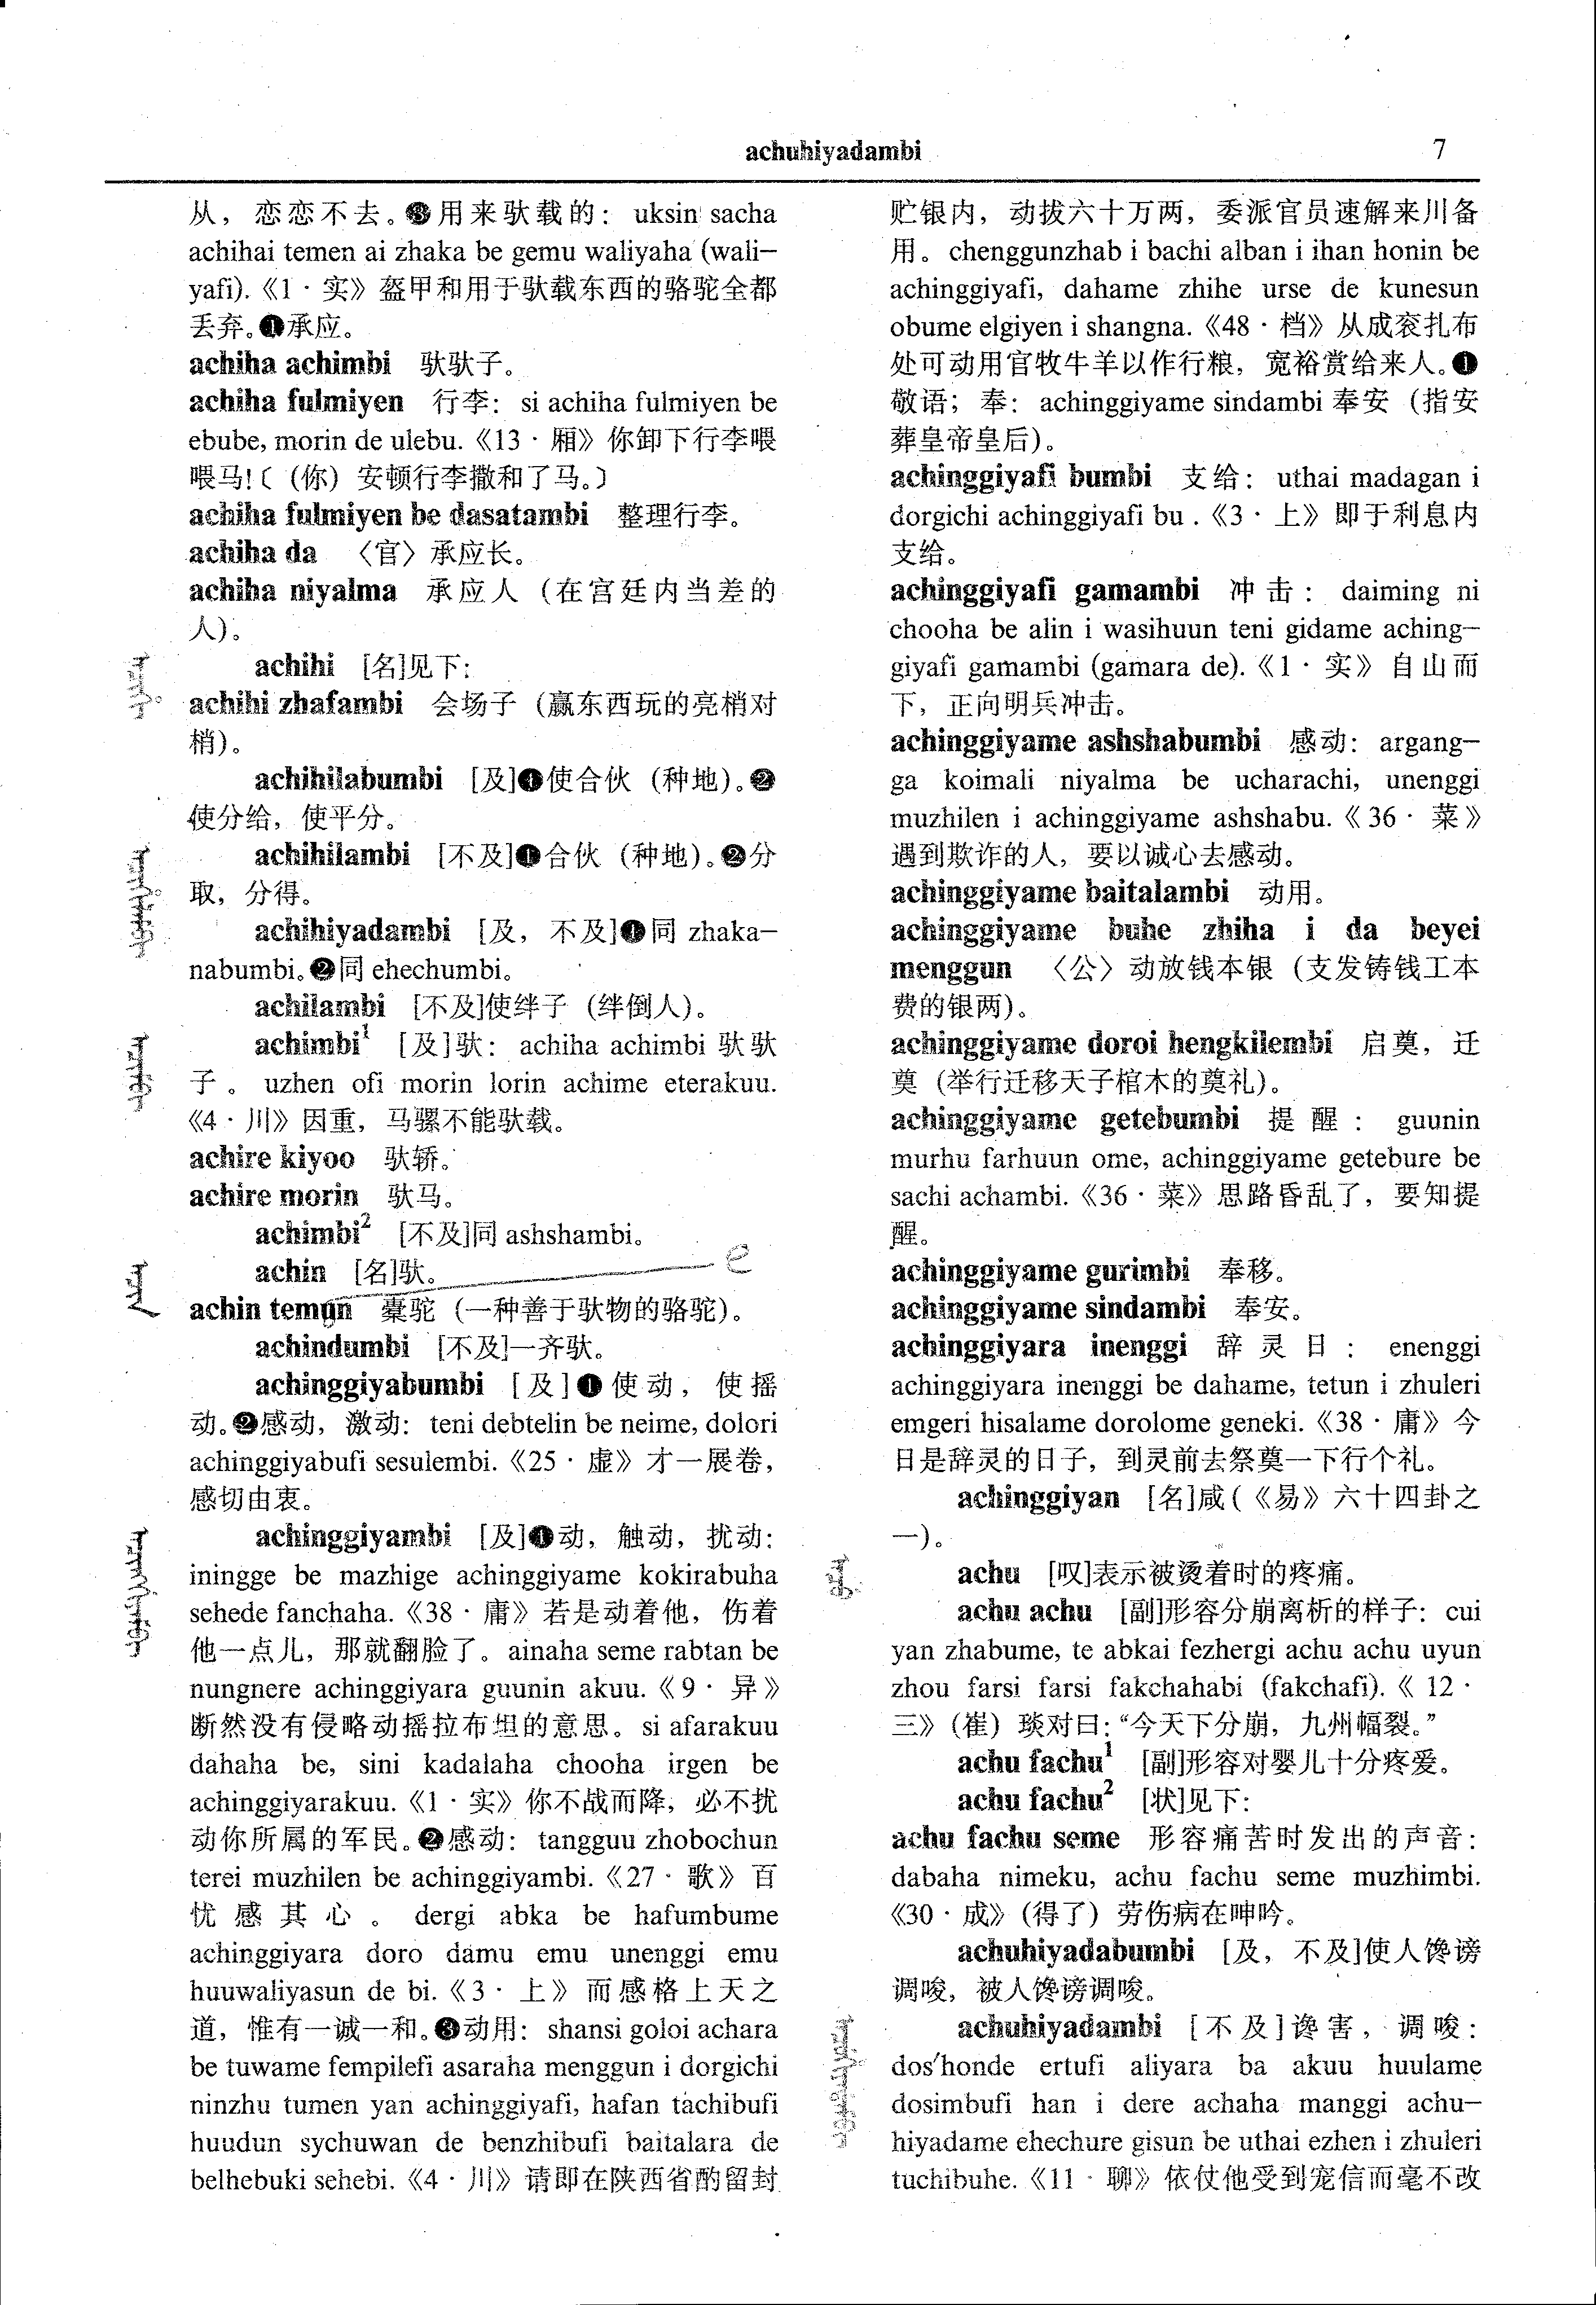 achuhiyadambi
7
从，恋恋不去。❸用来驮载的：uksin sacha
achihai temen ai zhaka be gemu waliyaha (wali-
yafi).《1·实》盔甲和用于驮载东西的骆驼全都
丢弃。❶承应。
achiha achimbi 驮驮子。
achiha fulmiyen 行李：si achiha fulmiyen be
ebube, morin de ulebu.《13·厢》你卸下行李喂
喂马!〔（你）安顿行李撒和了马。〕
achiha fulmiyen be dasatambi 整理行李。
achiha da 〈官〉承应长。
achiha niyalma 承应人（在宫廷内当差的
人）。
achihi [名]见下：
achihi zhafambi 会场子（赢东西玩的亮梢对
梢）。
achihilabumbi [及]❶使合伙（种地）。❷
使分给，使平分。
achihilambi [不及]❶合伙（种地）。❷分
取，分得。
achihiyadambi [及，不及]❶同 zhaka-
nabumbi。❷同 ehechumbi。
achilambi [不及]使绊子（绊倒人）。
achimbi¹ [及]驮：achiha achimbi 驮驮
子。uzhen ofi morin lorin achime eterakuu.
《4·川》因重，马骡不能驮载。
achire kiyoo 驮轿。
achire morin 驮马。
achimbi² [不及]同 ashshambi。
achin [名]驮。
e
achin temun 橐驼（一种善于驮物的骆驼）。
achindumbi [不及]一齐驮。
achinggiyabumbi [及]❶使动，使摇
动。❷感动，激动：teni debtelin be neime, dolori
achinggiyabufi sesulembi.《25·虚》才一展卷，
感切由衷。
achinggiyambi [及]❶动，触动，扰动：
iningge be mazhige achinggiyame kokirabuha
sehede fanchaha.《38·庸》若是动着他，伤着
他一点儿，那就翻脸了。ainaha seme rabtan be
nungnere achinggiyara guunin akuu.《9·异》
断然没有侵略动摇拉布坦的意思。si afarakuu
dahaha be, sini kadalaha chooha irgen be
achinggiyarakuu.《1·实》你不战而降，必不扰
动你所属的军民。❷感动：tangguu zhobochun
terei muzhilen be achinggiyambi.《27·歌》百
忧感其心。dergi abka be hafumbume
achinggiyara doro damu emu unenggi emu
huuwaliyasun de bi.《3·上》而感格上天之
道，惟有一诚一和。❸动用：shansi goloi achara
be tuwame fempilefi asaraha menggun i dorgichi
ninzhu tumen yan achinggiyafi, hafan tachibufi
huudun sychuwan de benzhibufi baitalara de
belhebuki sehebi.《4·川》请即在陕西省酌留封
贮银内，动拨六十万两，委派官员速解来川备
用。chenggunzhab i bachi alban i ihan honin be
achinggiyafi, dahame zhihe urse de kunesun
obume elgiyen i shangna.《48·档》从成衮扎布
处可动用官牧牛羊以作行粮，宽裕赏给来人。❶
敬语；奉：achinggiyame sindambi 奉安（指安
葬皇帝皇后）。
achinggiyafi bumbi 支给：uthai madagan i
dorgichi achinggiyafi bu .《3·上》即于利息内
支给。
achinggiyafi gamambi 冲击：daiming ni
chooha be alin i wasihuun teni gidame aching-
giyafi gamambi (gamara de).《1·实》自山而
下，正向明兵冲击。
achinggiyame ashshabumbi 感动：argang-
ga koimali niyalma be ucharachi, unenggi
muzhilen i achinggiyame ashshabu.《36·菜》
遇到欺诈的人，要以诚心去感动。
achinggiyame baitalambi 动用。
achinggiyame buhe zhiha i da beyei
menggun 〈公〉动放钱本银（支发铸钱工本
费的银两）。
achinggiyame doroi hengkilembi 启奠，迁
奠（举行迁移天子棺木的奠礼）。
achinggiyame getebumbi 提醒：guunin
murhu farhuun ome, achinggiyame getebure be
sachi achambi.《36·菜》思路昏乱了，要知提
醒。
achinggiyame gurimbi 奉移。
achinggiyame sindambi 奉安。
achinggiyara inenggi 辞灵日：enenggi
achinggiyara inenggi be dahame, tetun i zhuleri
emgeri hisalame dorolome geneki.《38·庸》今
日是辞灵的日子，到灵前去祭奠一下行个礼。
achinggiyan [名]咸(《易》六十四卦之
一)。
achu [叹]表示被烫着时的疼痛。
achu achu [副]形容分崩离析的样子：cui
yan zhabume, te abkai fezhergi achu achu uyun
zhou farsi farsi fakchahabi (fakchafi).《12·
三》（崔）琰对曰：“今天下分崩，九州幅裂。”
achu fachu¹ [副]形容对婴儿十分疼爱。
achu fachu² [状]见下：
achu fachu seme 形容痛苦时发出的声音：
dabaha nimeku, achu fachu seme muzhimbi.
《30·成》（得了）劳伤病在呻吟。
achuhiyadabumbi [及，不及]使人馋谤
调唆，被人馋谤调唆。
achuhiyadambi [不及]谗害，调唆：
dos'honde ertufi aliyara ba akuu huulame
dosimbufi han i dere achaha manggi achu-
hiyadame ehechure gisun be uthai ezhen i zhuleri
tuchibuhe.《11·聊》依仗他受到宠信而毫不改